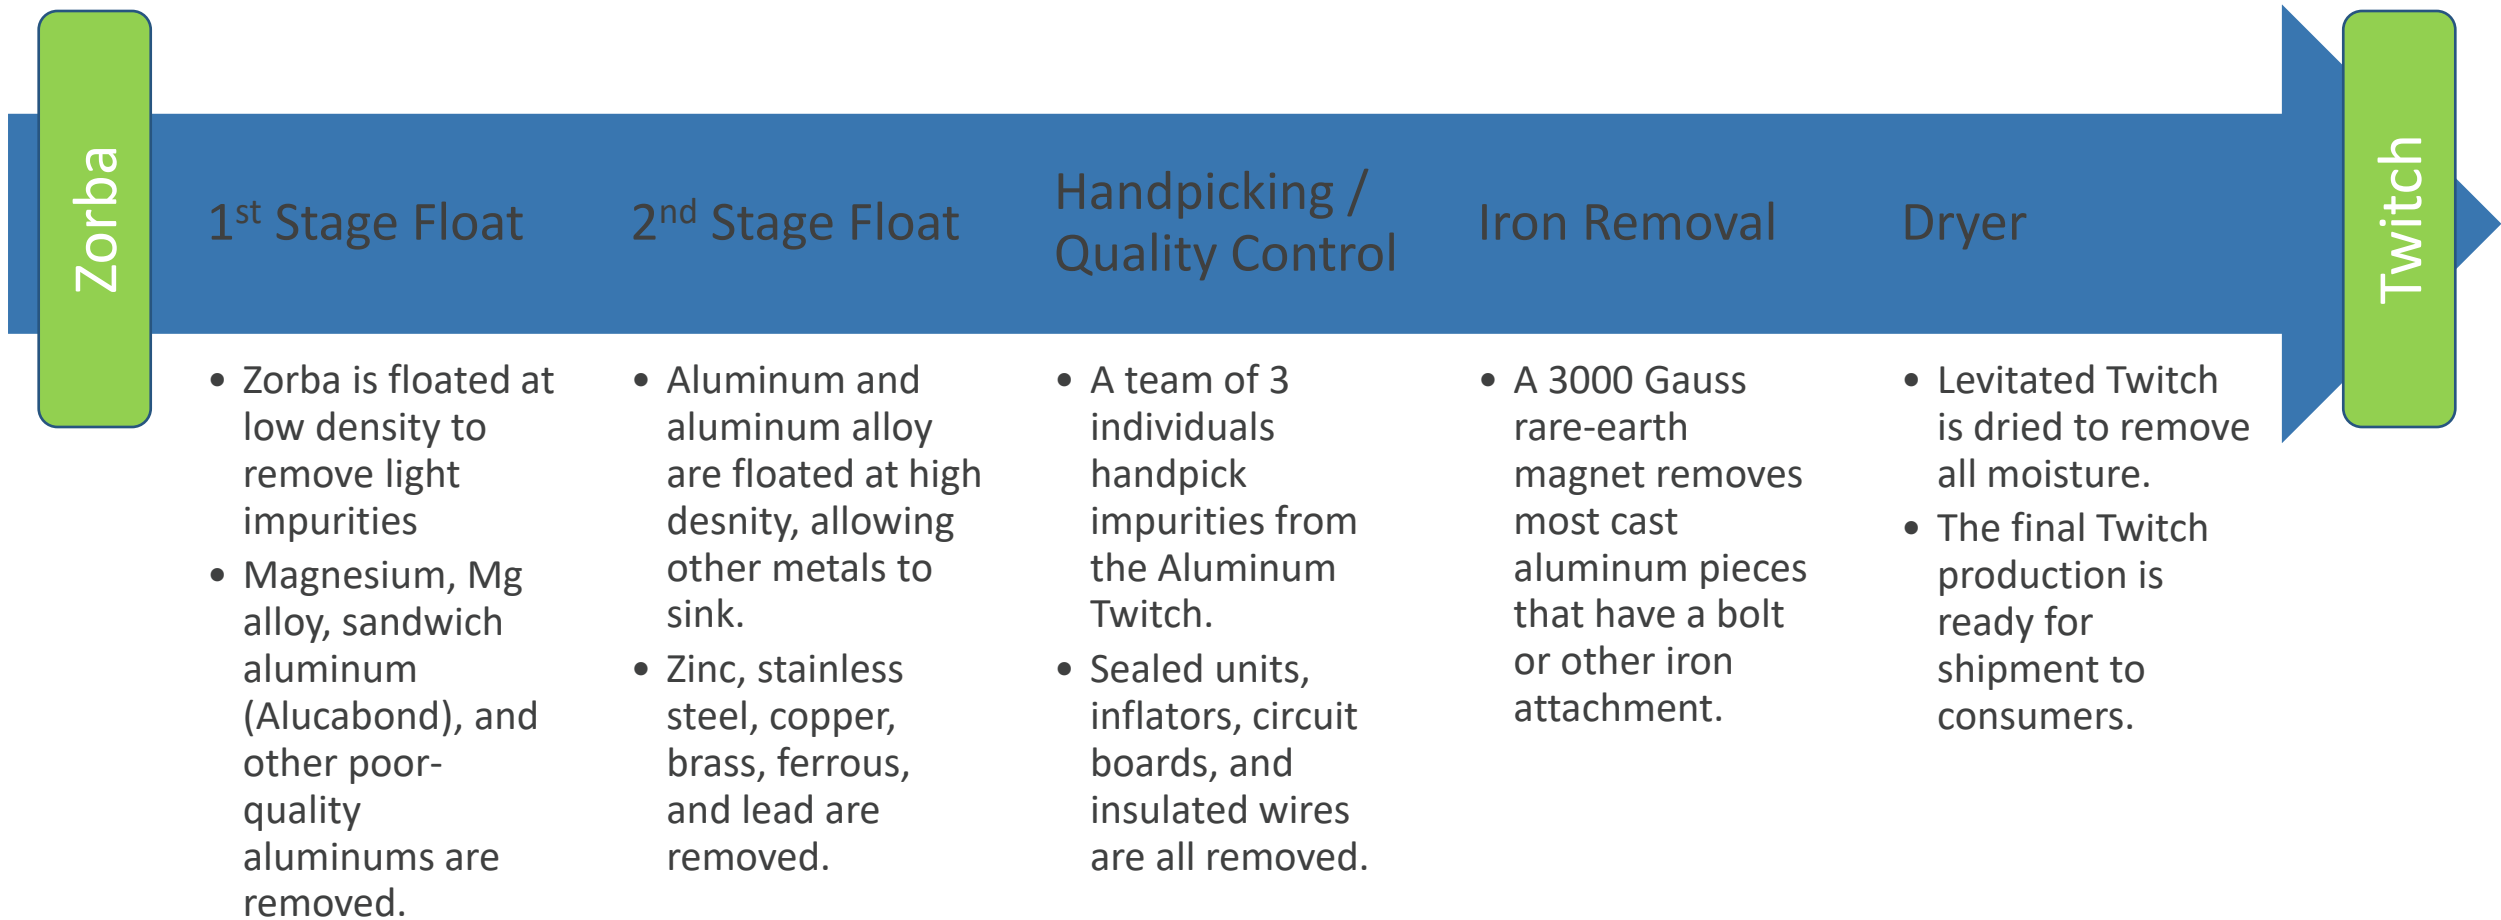 Zorba
1st Stage Float
• Zorba is floated at
low density to
remove light
impurities
• Magnesium, Mg
alloy, sandwich
aluminum
(Alucabond), and
other poor-
quality
aluminums are
removed.
2nd Stage Float
• Aluminum and
aluminum alloy
are floated at high
desnity, allowing
other metals to
sink.
• Zinc, stainless
steel, copper,
brass, ferrous,
and lead are
removed.
Handpicking /
Quality Control
• A team of 3
individuals
handpick
impurities from
the Aluminum
Twitch.
• Sealed units,
inflators, circuit
boards, and
insulated wires
are all removed.
Iron Removal
• A 3000 Gauss
rare-earth
magnet removes
most cast
aluminum pieces
that have a bolt
or other iron
attachment.
Dryer
• Levitated Twitch
is dried to remove
all moisture.
• The final Twitch
production is
ready for
shipment to
consumers.
Twitch